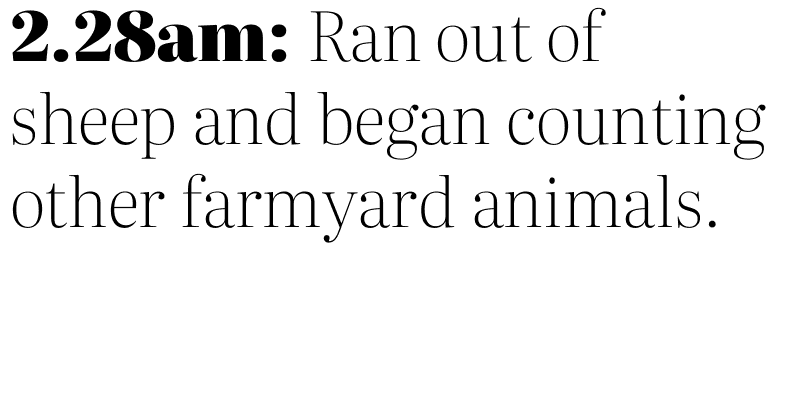 2.28am: Ran out of
sheep and began counting
other farmyard animals.